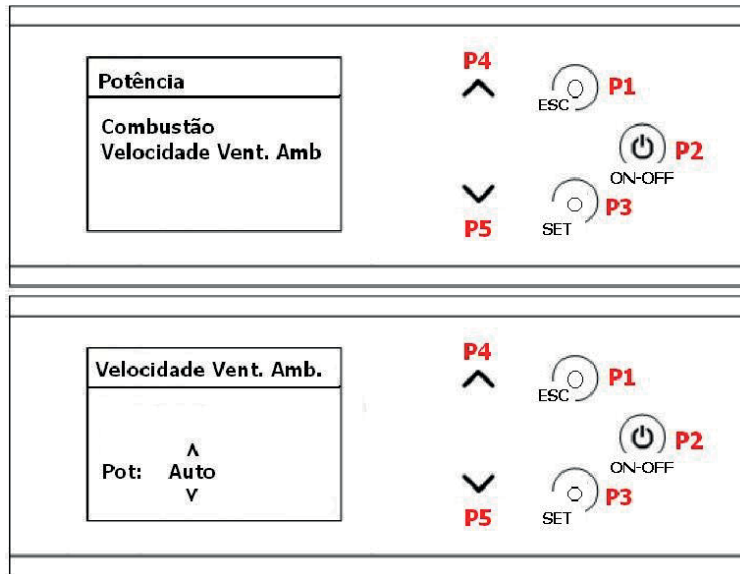 Potência
Combustão
Velocidade Vent. Amb
P4
ESC
P1
P2
ON-OFF
P3
SET
P5
Velocidade Vent. Amb.
Pot: Auto
P4
ESC
P1
P2
ON-OFF
P3
SET
P5